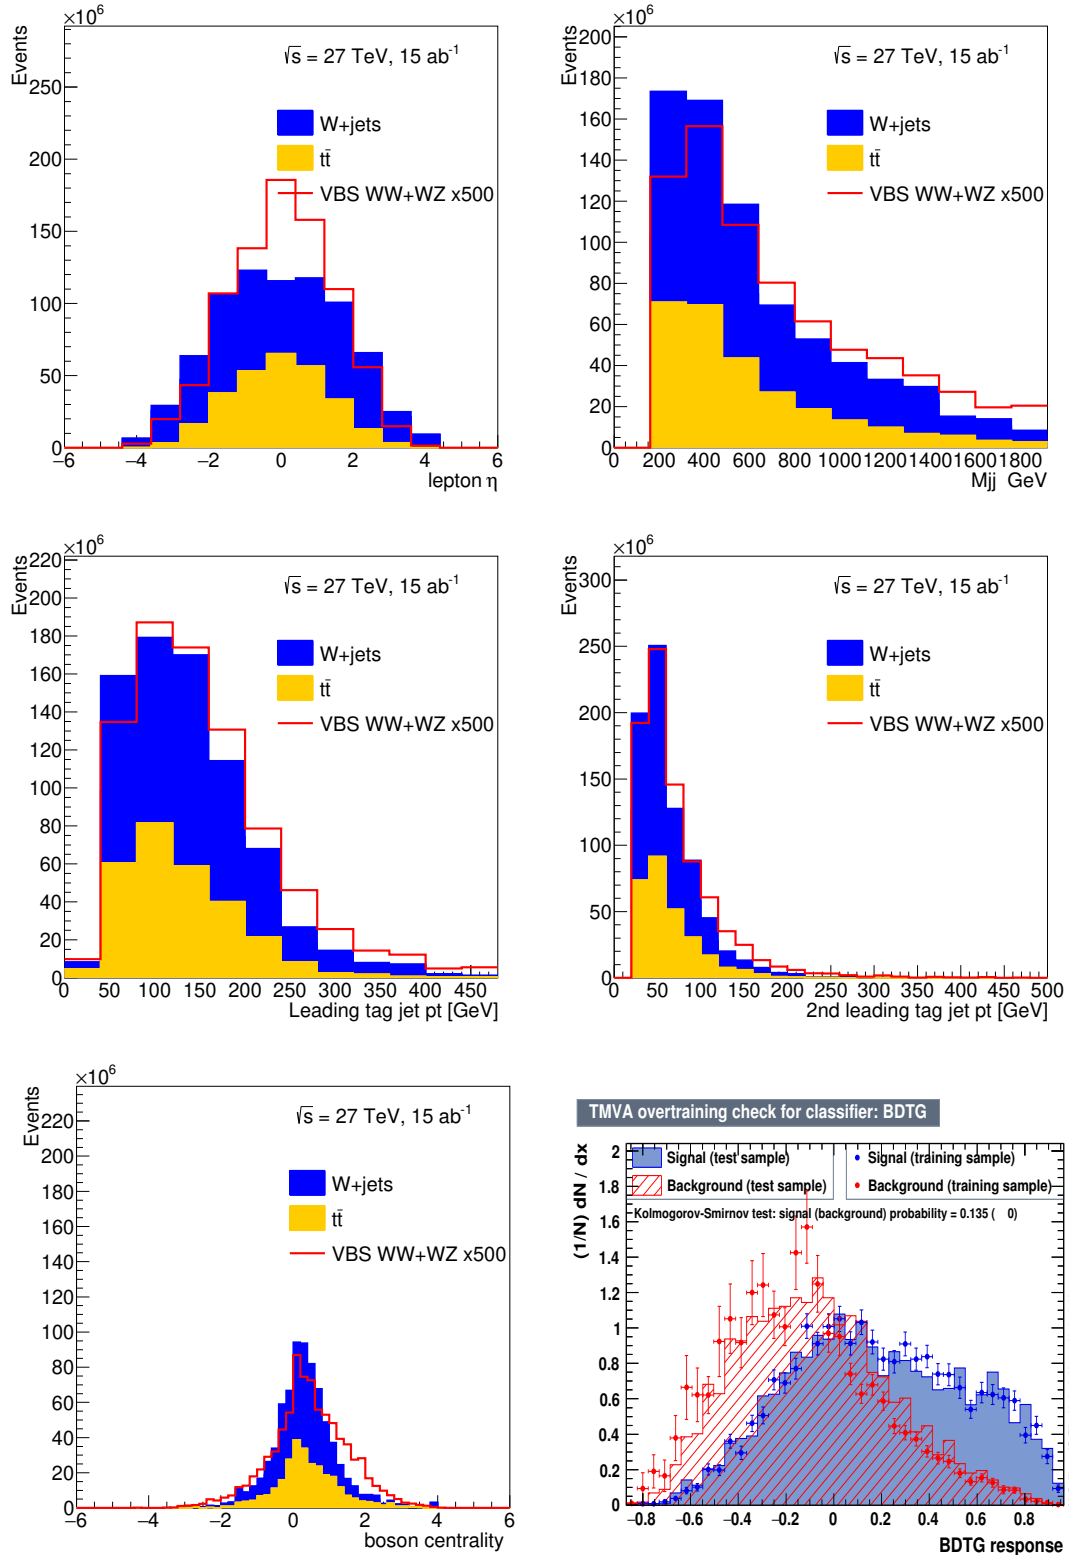 ×10⁶
Events
√s = 27 TeV, 15 ab⁻¹
W+jets
tt̄
VBS WW+WZ x500
250
200
150
100
50
0
−6 −4 −2 0 2 4 6
lepton η
×10⁶
Events
√s = 27 TeV, 15 ab⁻¹
W+jets
tt̄
VBS WW+WZ x500
200
180
160
140
120
100
80
60
40
20
0
0 200 400 600 800 1000 1200 1400 1600 1800
Mjj GeV
×10⁶
Events
√s = 27 TeV, 15 ab⁻¹
W+jets
tt̄
VBS WW+WZ x500
220
200
180
160
140
120
100
80
60
40
20
0
0 50 100 150 200 250 300 350 400 450
Leading tag jet pt [GeV]
×10⁶
Events
√s = 27 TeV, 15 ab⁻¹
W+jets
tt̄
VBS WW+WZ x500
300
250
200
150
100
50
0
0 50 100 150 200 250 300 350 400 450 500
2nd leading tag jet pt [GeV]
×10⁶
Events
√s = 27 TeV, 15 ab⁻¹
W+jets
tt̄
VBS WW+WZ x500
220
200
180
160
140
120
100
80
60
40
20
0
−6 −4 −2 0 2 4 6
boson centrality
TMVA overtraining check for classifier: BDTG
(1/N) dN / dx
Signal (test sample)
Background (test sample)
Signal (training sample)
Background (training sample)
Kolmogorov-Smirnov test: signal (background) probability = 0.135 ( 0)
2
1.8
1.6
1.4
1.2
1
0.8
0.6
0.4
0.2
0
−0.8 −0.6 −0.4 −0.2 0 0.2 0.4 0.6 0.8
BDTG response